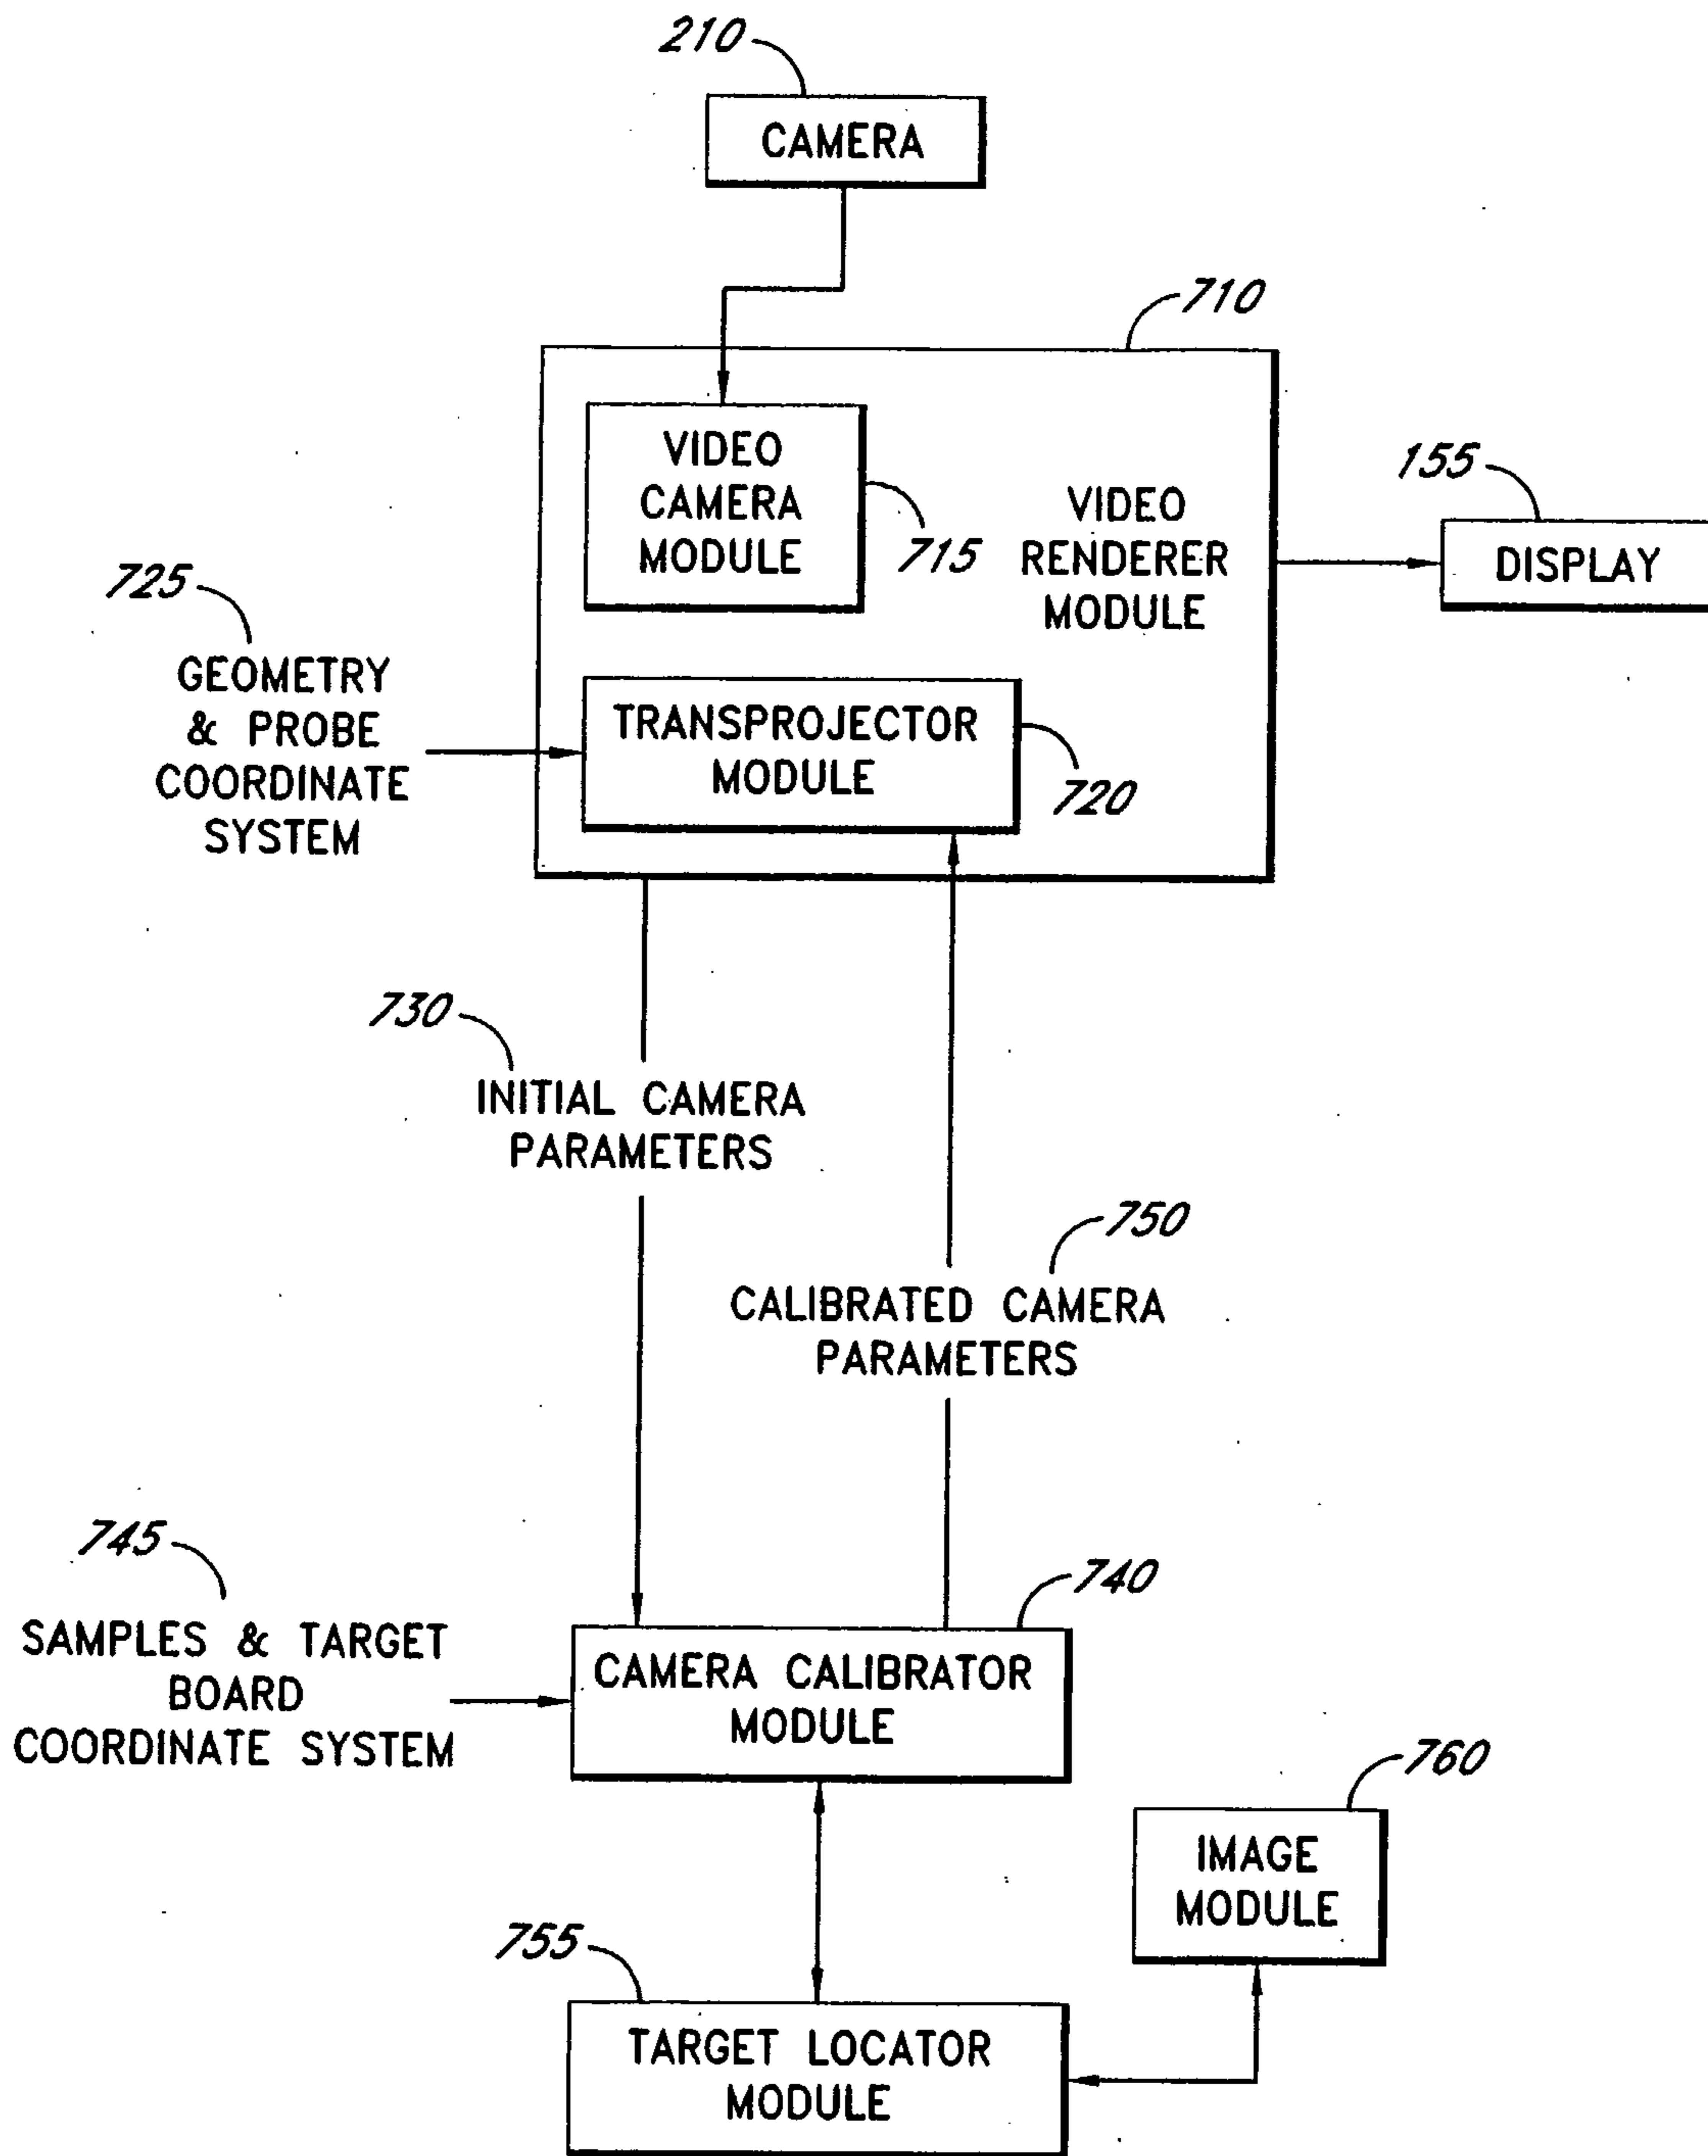 210
CAMERA
710
VIDEO
CAMERA
MODULE
715
VIDEO
RENDERER
MODULE
155
DISPLAY
725
GEOMETRY
& PROBE
COORDINATE
SYSTEM
TRANSPROJECTOR
MODULE
720
730
INITIAL CAMERA
PARAMETERS
750
CALIBRATED CAMERA
PARAMETERS
745
SAMPLES & TARGET
BOARD
COORDINATE SYSTEM
740
CAMERA CALIBRATOR
MODULE
760
IMAGE
MODULE
755
TARGET LOCATOR
MODULE